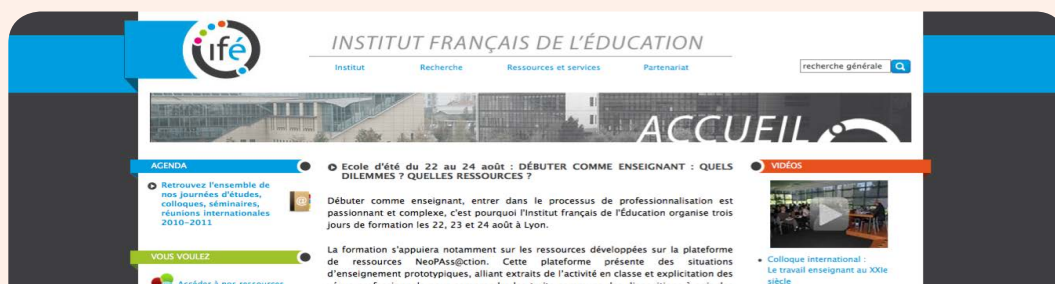 ifé
INSTITUT FRANÇAIS DE L'ÉDUCATION
Institut
Recherche
Ressources et services
Partenariat
recherche générale
ACCUEIL
AGENDA
Retrouvez l'ensemble de
nos journées d'études,
colloques, séminaires,
réunions internationales
2010-2011
VOUS VOULEZ
Accéder à nos ressources
Ecole d'été du 22 au 24 août : DÉBUTER COMME ENSEIGNANT : QUELS
DILEMMES ? QUELLES RESSOURCES ?
Débuter comme enseignant, entrer dans le processus de professionnalisation est
passionnant et complexe, c'est pourquoi l'Institut français de l'Éducation organise trois
jours de formation les 22, 23 et 24 août à Lyon.
La formation s'appuiera notamment sur les ressources développées sur la plateforme
de ressources NeoPAss@ction. Cette plateforme présente des situations
d'enseignement prototypiques, alliant extraits de l'activité en classe et explicitation des
VIDÉOS
Colloque international :
Le travail enseignant au XXIe
siècle